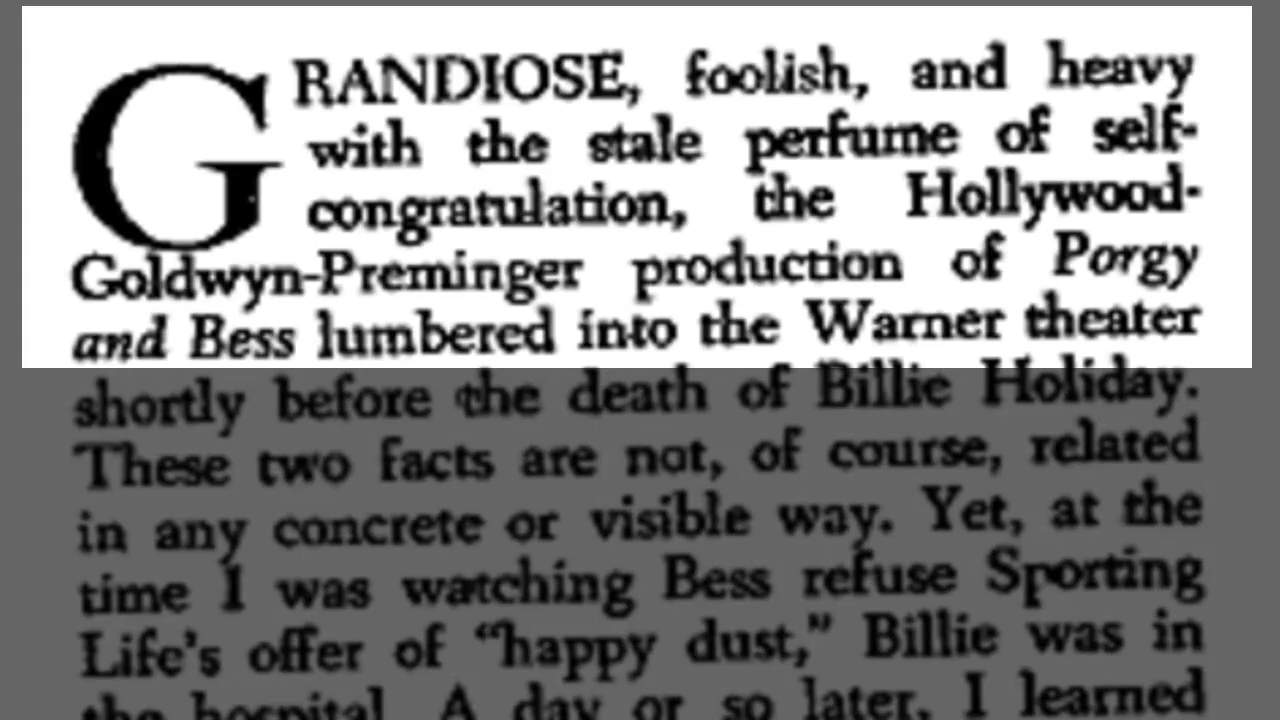 GRANDIOSE, foolish, and heavy
with the stale perfume of self-
congratulation, the Hollywood-
Goldwyn-Preminger production of Porgy
and Bess lumbered into the Warner theater
shortly before the death of Billie Holiday.
These two facts are not, of course, related
in any concrete or visible way. Yet, at the
time I was watching Bess refuse Sporting
Life's offer of "happy dust," Billie was in
the hospital. A day or so later, I learned